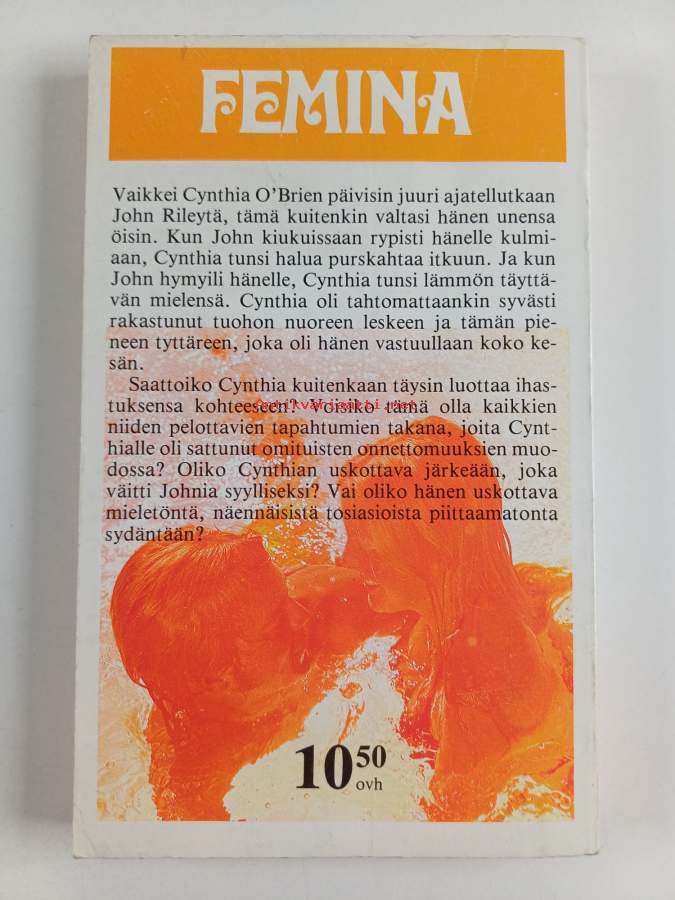 FEMINA
Vaikkei Cynthia O'Brien päivisin juuri ajatellutkaan
John Rileytä, tämä kuitenkin valtasi hänen unensa
öisin. Kun John kiukuissaan rypisti hänelle kulmi-
aan, Cynthia tunsi halua purskahtaa itkuun. Ja kun
John hymyili hänelle, Cynthia tunsi lämmön täyttä-
vän mielensä. Cynthia oli tahtomattaankin syvästi
rakastunut tuohon nuoreen leskeen ja tämän pie-
neen tyttäreen, joka oli hänen vastuullaan koko ke-
sän.
Saattoiko Cynthia kuitenkaan täysin luottaa ihas-
tuksensa kohteeseen? Voisiko tämä olla kaikkien
Antikvariaatti.net
niiden pelottavien tapahtumien takana, joita Cynt-
hialle oli sattunut omituisten onnettomuuksien muo-
dossa? Oliko Cynthian uskottava järkeään, joka
väitti Johnia syylliseksi? Vai oliko hänen uskottava
mieletöntä, näennäisistä tosiasioista piittaamatonta
sydäntään?
10 50
ovh